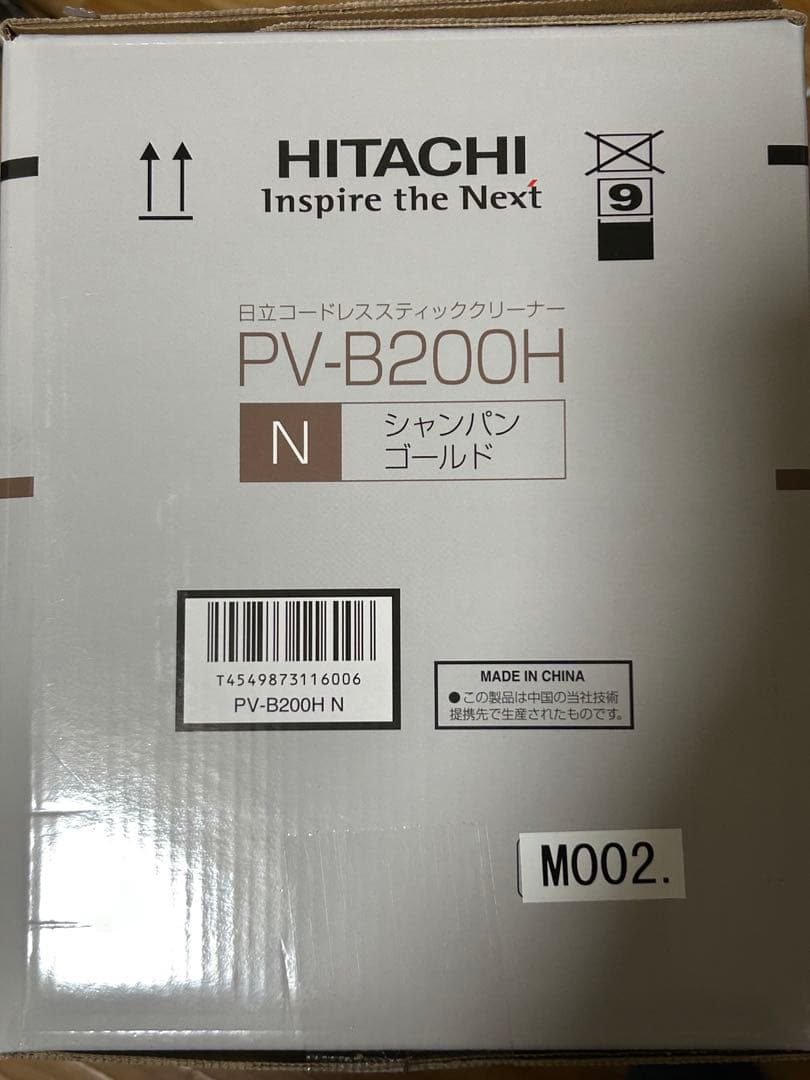 HITACHI
Inspire the Next
9
日立コードレススティッククリーナー
PV-B200H
N
シャンパン
ゴールド
T4549873116006
PV-B200H N
MADE IN CHINA
●この製品は中国の当社技術
提携先で生産されたものです。
M002.